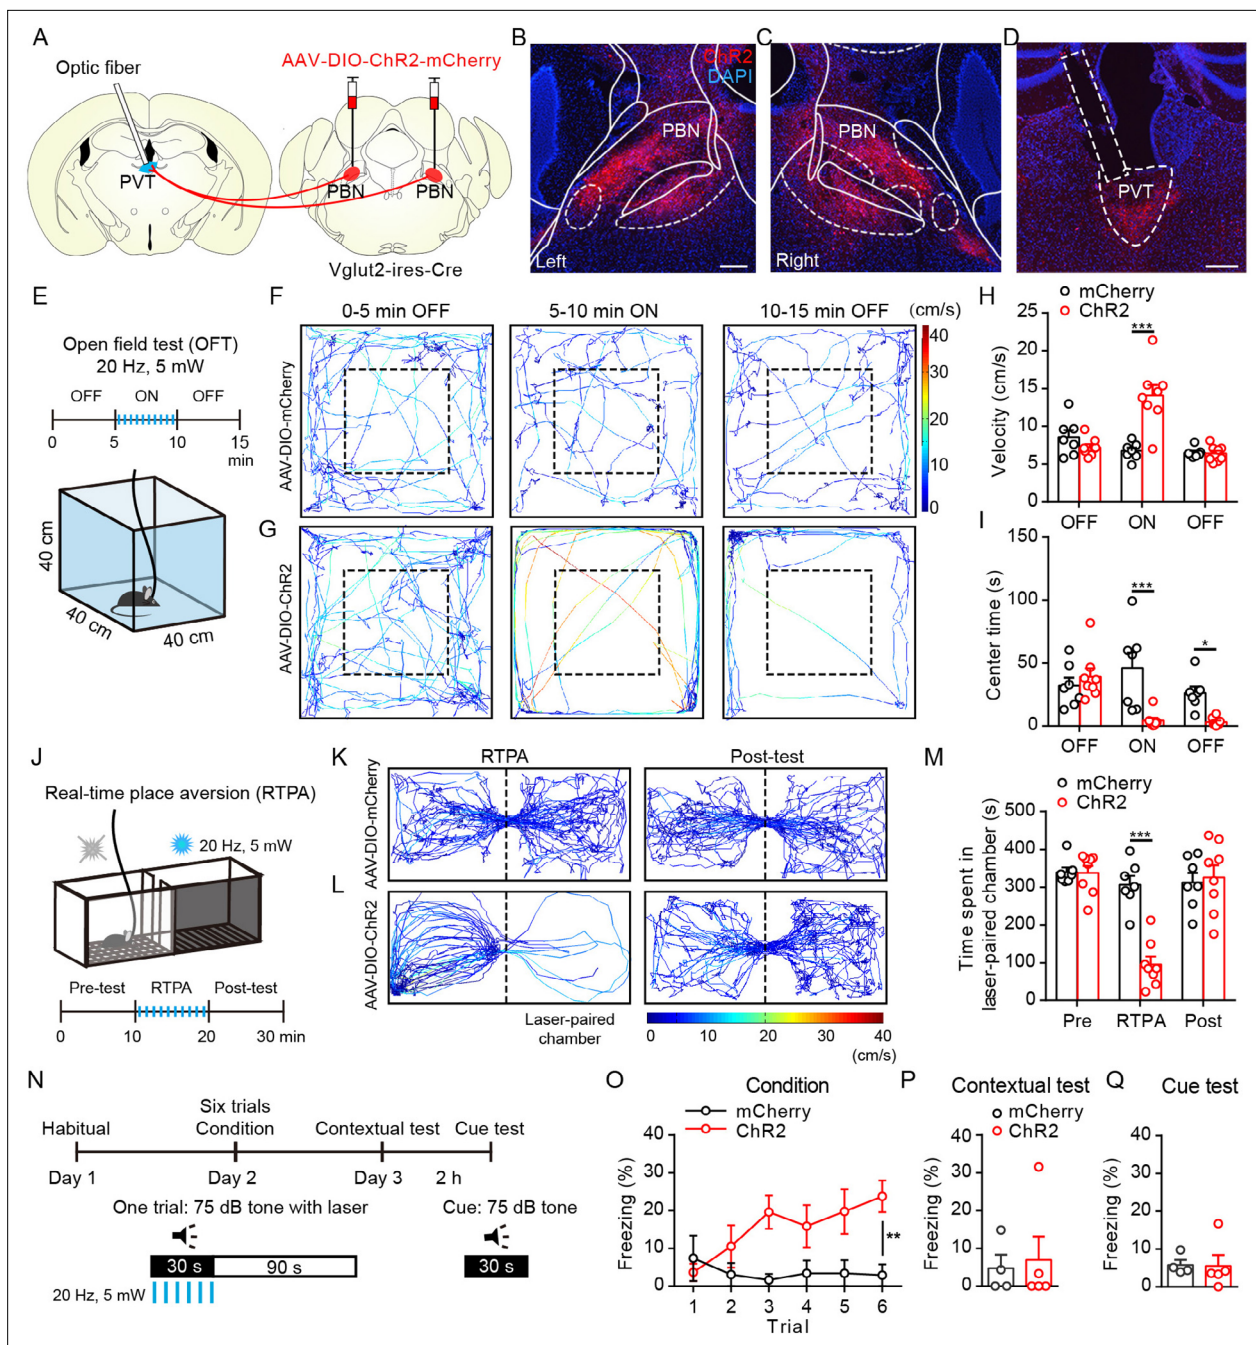 A
Optic fiber
AAV-DIO-ChR2-mCherry
PVT
PBN
PBN
Vglut2-ires-Cre
B
ChR2
DAPI
PBN
Left
C
PBN
Right
D
PVT
E
Open field test (OFT)
20 Hz, 5 mW
OFF ON OFF
0 5 10 15
min
40 cm
40 cm
40 cm
F
0-5 min OFF 5-10 min ON 10-15 min OFF
(cm/s)
40
30
20
10
0
AAV-DIO-mCherry
G
AAV-DIO-ChR2
H
mCherry
ChR2
Velocity (cm/s)
25
20
15
10
5
0
***
OFF ON OFF
I
Center time (s)
150
100
50
0
***
*
OFF ON OFF
J
Real-time place aversion (RTPA)
20 Hz, 5 mW
Pre-test RTPA Post-test
0 10 20 30 min
K
RTPA Post-test
AAV-DIO-mCherry
L
AAV-DIO-ChR2
Laser-paired
chamber
0 10 20 30 40
(cm/s)
M
mCherry
ChR2
Time spent in
laser-paired chamber (s)
500
400
300
200
100
0
***
Pre RTPA Post
N
Six trials
Habitual Condition Contextual test Cue test
Day 1 Day 2 Day 3 2 h
One trial: 75 dB tone with laser Cue: 75 dB tone
30 s 90 s 30 s
20 Hz, 5 mW
O
Condition
mCherry
ChR2
Freezing (%)
40
30
20
10
0
**
1 2 3 4 5 6
Trial
P
Contextual test
mCherry
ChR2
Freezing (%)
40
30
20
10
0
Q
Cue test
Freezing (%)
40
30
20
10
0